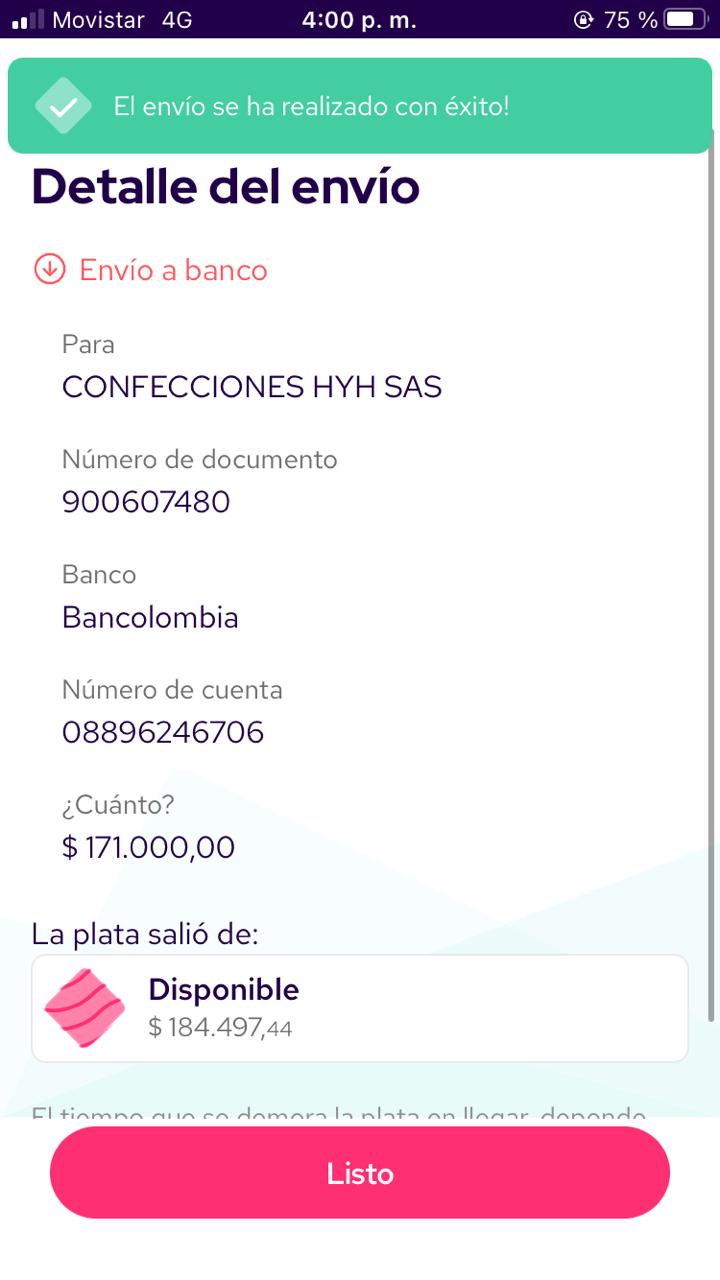 Movistar 4G 4:00 p. m. 75 %
El envío se ha realizado con éxito!
Detalle del envío
Envío a banco
Para
CONFECCIONES HYH SAS
Número de documento
900607480
Banco
Bancolombia
Número de cuenta
08896246706
¿Cuánto?
$ 171.000,00
La plata salió de:
Disponible
$ 184.497,44
El tiempo que se demora la plata en llegar, depende
Listo